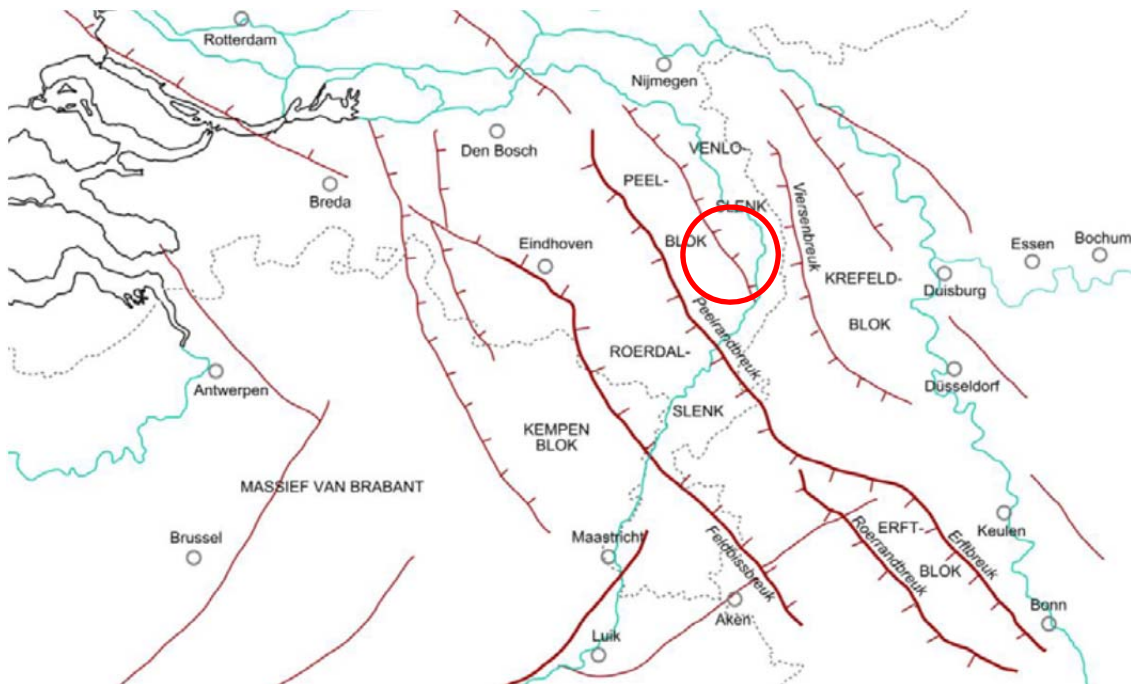 Rotterdam
Nijmegen
Den Bosch
VENLO-
SLENK
PEEL-
BLOK
Breda
Viersenbreuk
Eindhoven
Essen
Bochum
KREFELD-
BLOK
Duisburg
Peelrandbreuk
ROERDAL-
SLENK
Antwerpen
Düsseldorf
KEMPEN
BLOK
MASSIEF VAN BRABANT
Brussel
Maastricht
Feldbissbreuk
Roerrandbreuk
ERFT-
BLOK
Erftbreuk
Keulen
Aken
Luik
Bonn